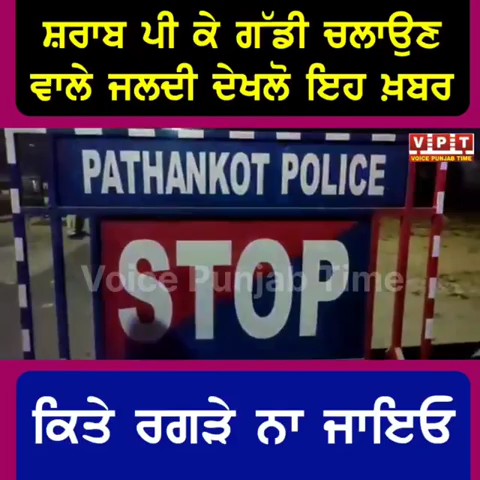 ਸ਼ਰਾਬ ਪੀ ਕੇ ਗੱਡੀ ਚਲਾਉਣ
ਵਾਲੇ ਜਲਦੀ ਦੇਖਲੋ ਇਹ ਖ਼ਬਰ
VPT
VOICE PUNJAB TIME
PATHANKOT POLICE
STOP
Voice Punjab Time
ਕਿਤੇ ਰਗੜੇ ਨਾ ਜਾਇਓ